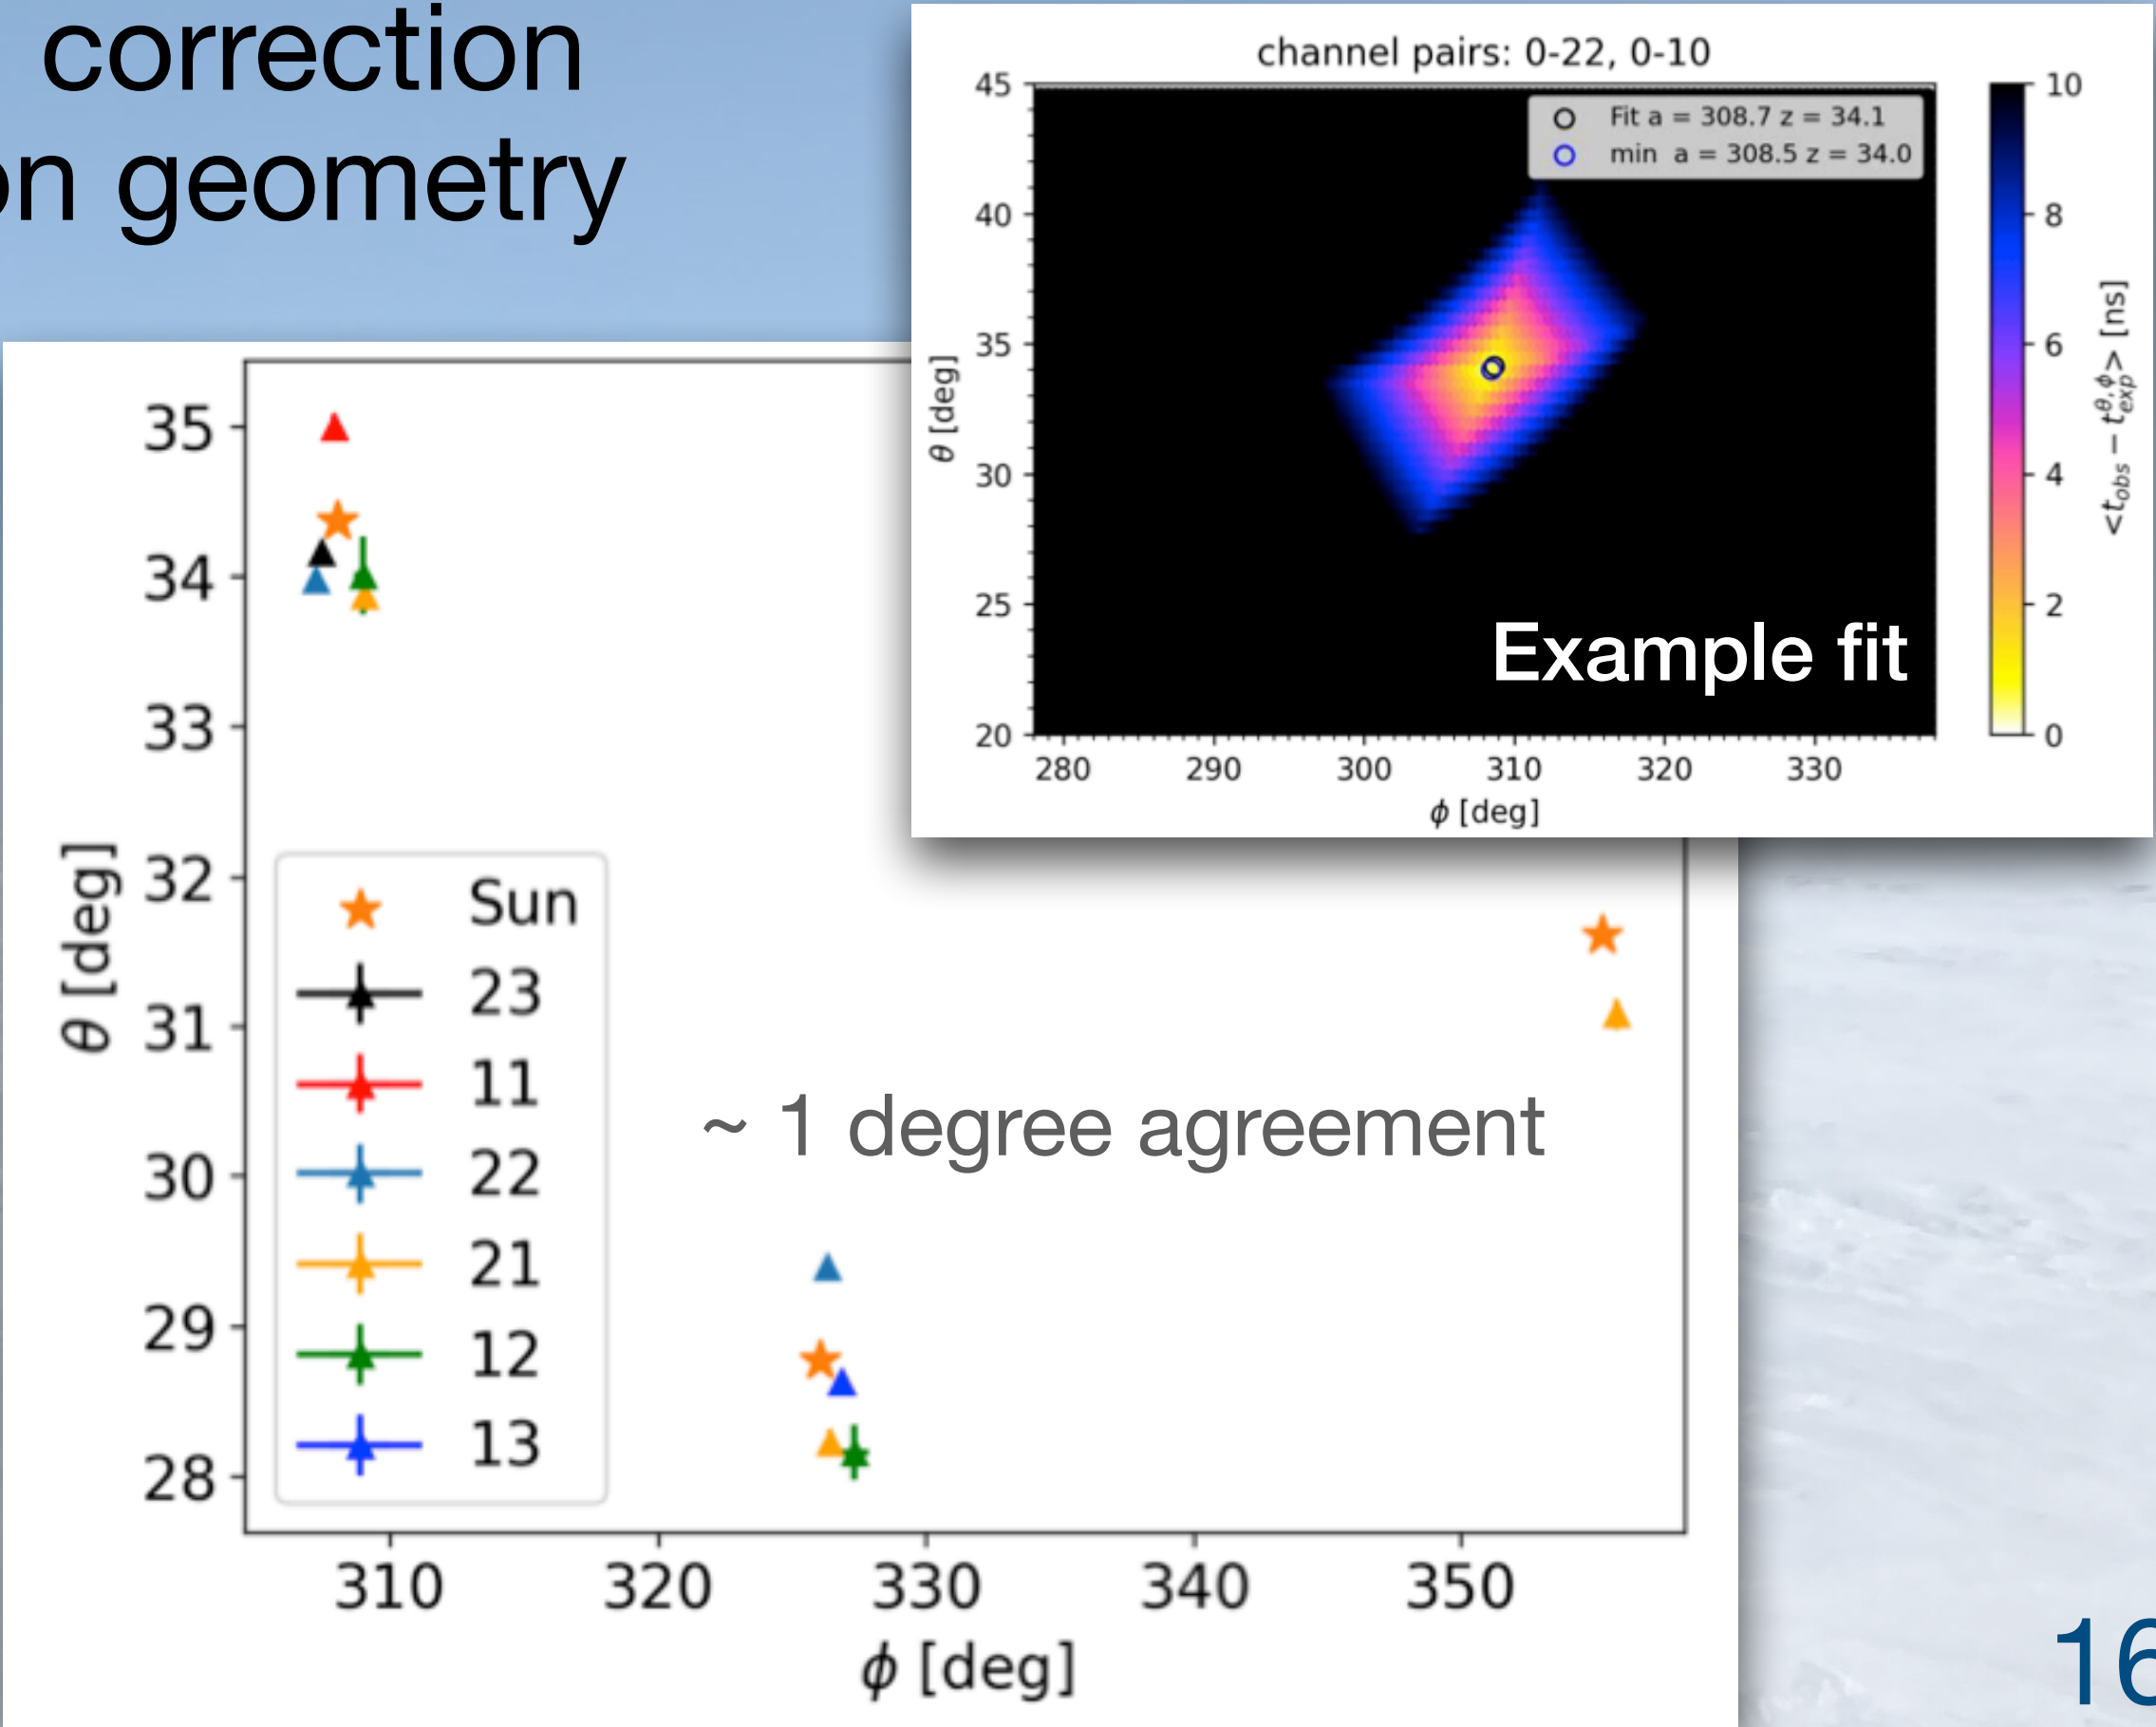 correction
on geometry
channel pairs: 0-22, 0-10
Fit a = 308.7 z = 34.1
min a = 308.5 z = 34.0
45
40
35
30
25
20
θ [deg]
280 290 300 310 320 330
ϕ [deg]
Example fit
10
8
6
4
2
0
<t_obs − t_exp^θ,ϕ> [ns]
35
34
33
32
31
30
29
28
θ [deg]
Sun
23
11
22
21
12
13
~ 1 degree agreement
310 320 330 340 350
ϕ [deg]
16